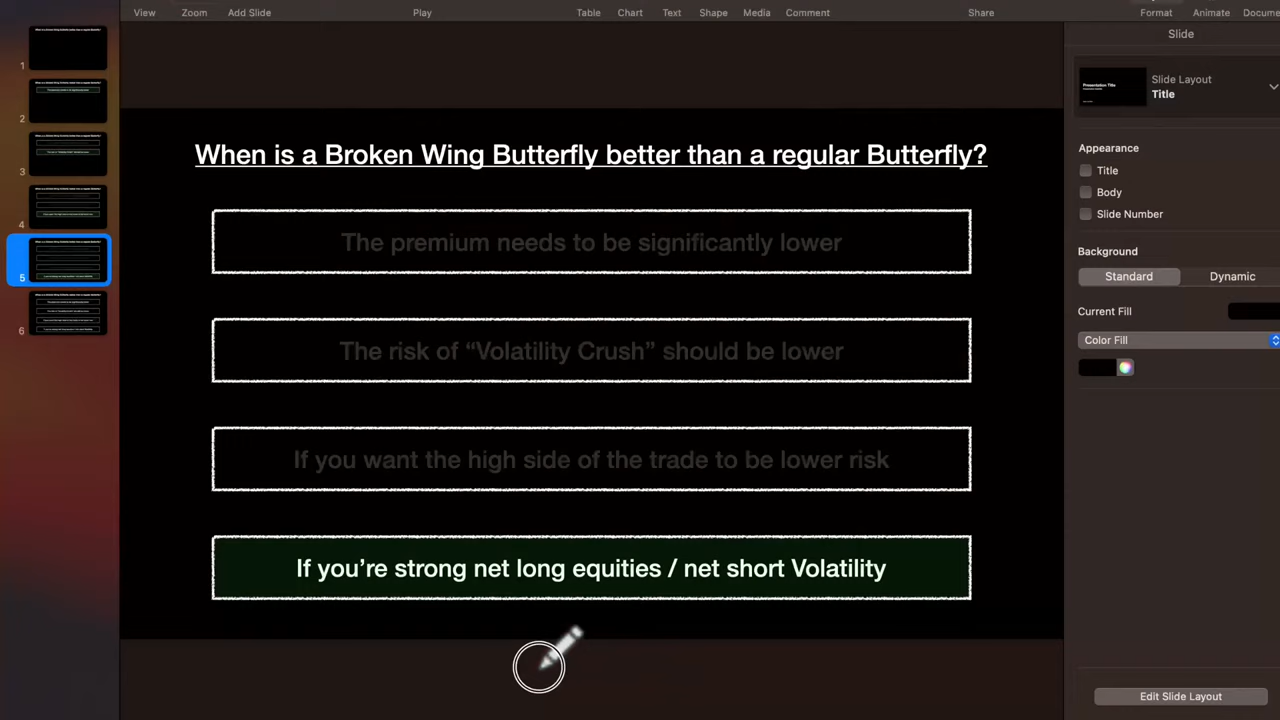 View Zoom Add Slide Play Table Chart Text Shape Media Comment Share Format Animate Docume
Slide
Slide Layout
Title
Appearance
Title
Body
Slide Number
Background
Standard Dynamic
Current Fill
Color Fill
Edit Slide Layout
1
2
3
4
5
6
When is a Broken Wing Butterfly better than a regular Butterfly?
The premium needs to be significantly lower
The risk of “Volatility Crush” should be lower
If you want the high side of the trade to be lower risk
If you’re strong net long equities / net short Volatility